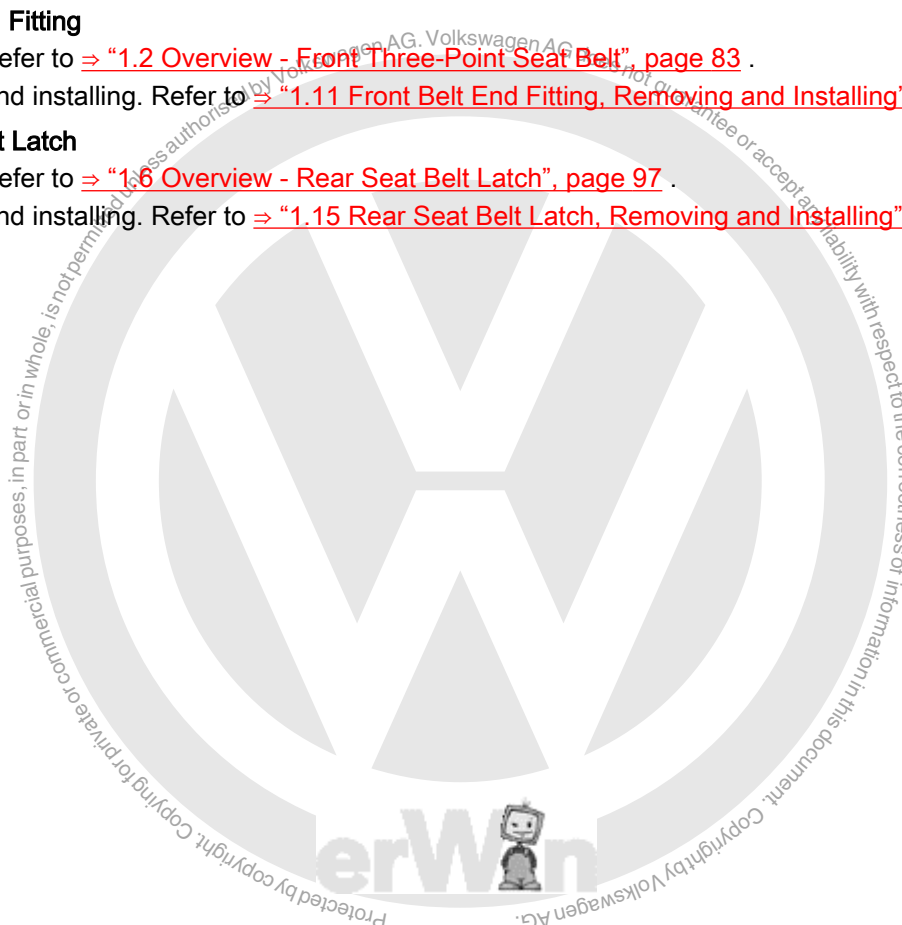 Fitting
efer to ⇒ “1.2 Overview - Front Three-Point Seat Belt”, page 83 .
nd installing. Refer to ⇒ “1.11 Front Belt End Fitting, Removing and Installing”
t Latch
efer to ⇒ “1.6 Overview - Rear Seat Belt Latch”, page 97 .
nd installing. Refer to ⇒ “1.15 Rear Seat Belt Latch, Removing and Installing”
Protected by copyright. Copying for private or commercial purposes, in part or in whole, is not permitted unless authorised by Volkswagen AG. Volkswagen AG does not guarantee or accept any liability with respect to the correctness of information in this document. Copyright by Volkswagen AG.
erWin